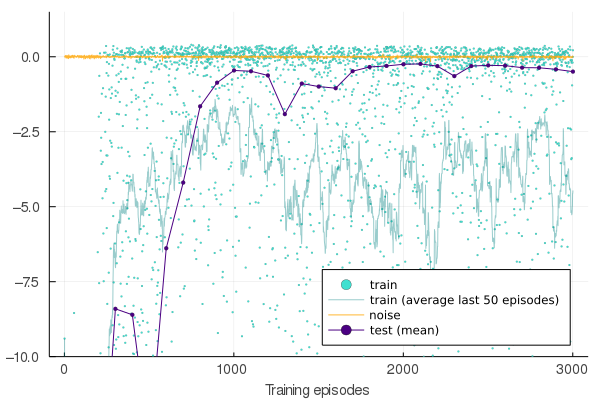 0.0
−2.5
−5.0
−7.5
−10.0
train
train (average last 50 episodes)
noise
test (mean)
0 1000 2000 3000
Training episodes